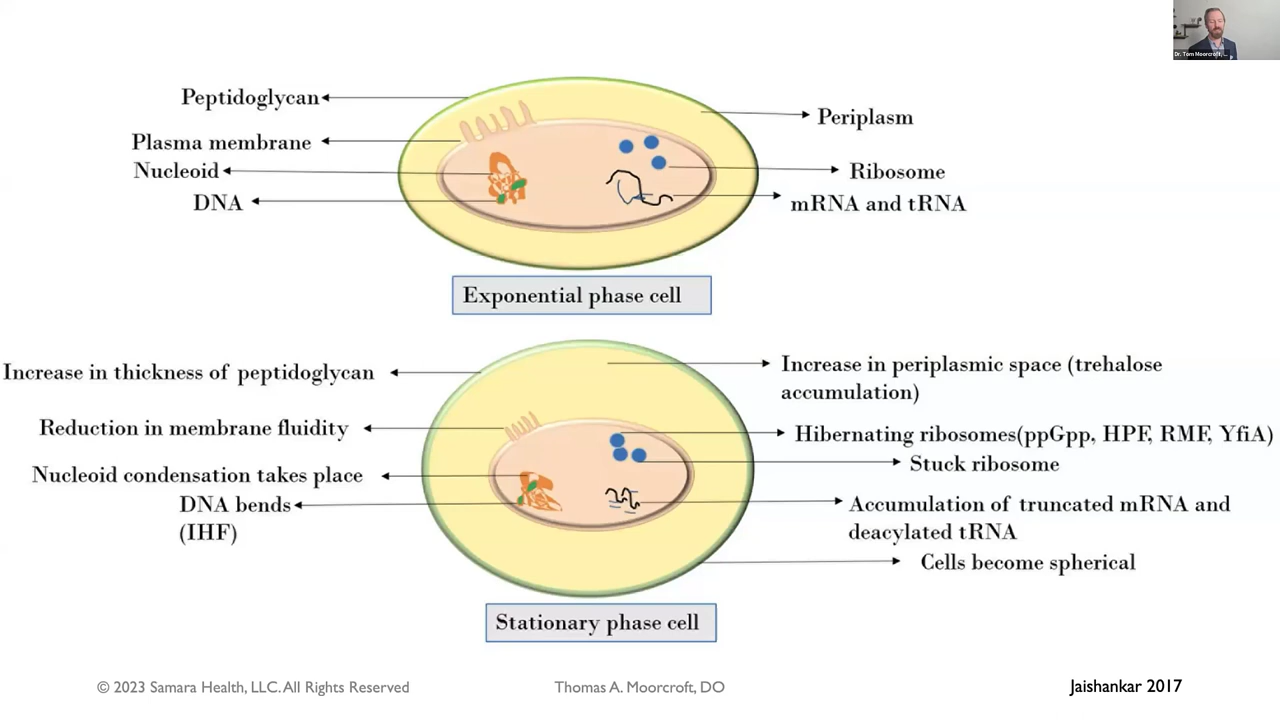 Dr. Tom Moorcroft, ...
Peptidoglycan
Plasma membrane
Nucleoid
DNA
Periplasm
Ribosome
mRNA and tRNA
Exponential phase cell
Increase in thickness of peptidoglycan
Reduction in membrane fluidity
Nucleoid condensation takes place
DNA bends
(IHF)
Increase in periplasmic space (trehalose
accumulation)
Hibernating ribosomes(ppGpp, HPF, RMF, YfiA)
Stuck ribosome
Accumulation of truncated mRNA and
deacylated tRNA
Cells become spherical
Stationary phase cell
© 2023 Samara Health, LLC. All Rights Reserved
Thomas A. Moorcroft, DO
Jaishankar 2017